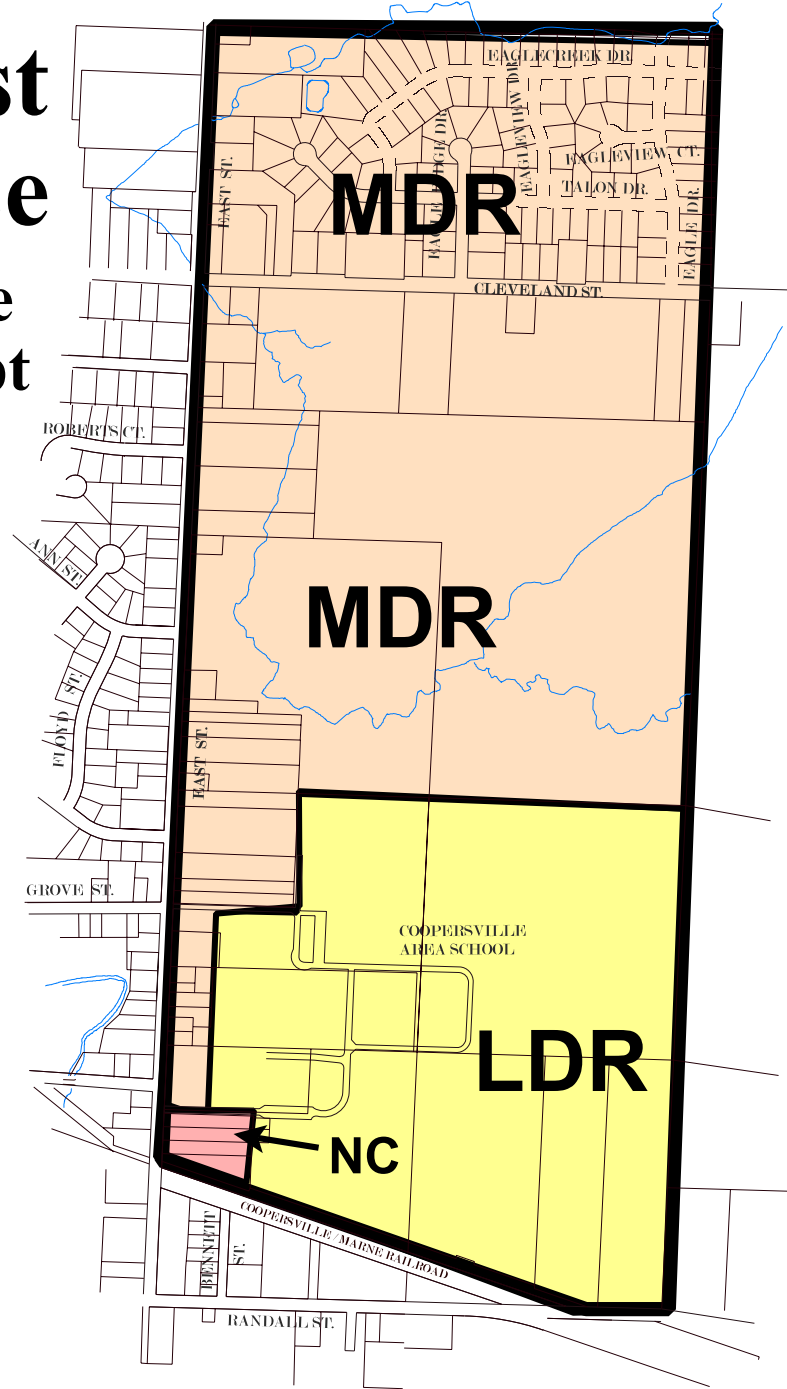 st
e
e
ot
EAGLECREEK DR.
EAGLEVIEW DR.
EAGLE RIDGE DR.
EAGLEVIEW CT.
TALON DR.
EAGLE DR.
EAST ST.
MDR
CLEVELAND ST.
ROBERTS CT.
ANN ST.
MDR
FLOYD ST.
EAST ST.
GROVE ST.
COOPERSVILLE
AREA SCHOOL
LDR
NC
COOPERSVILLE/MARNE RAILROAD
BENNETT ST.
RANDALL ST.